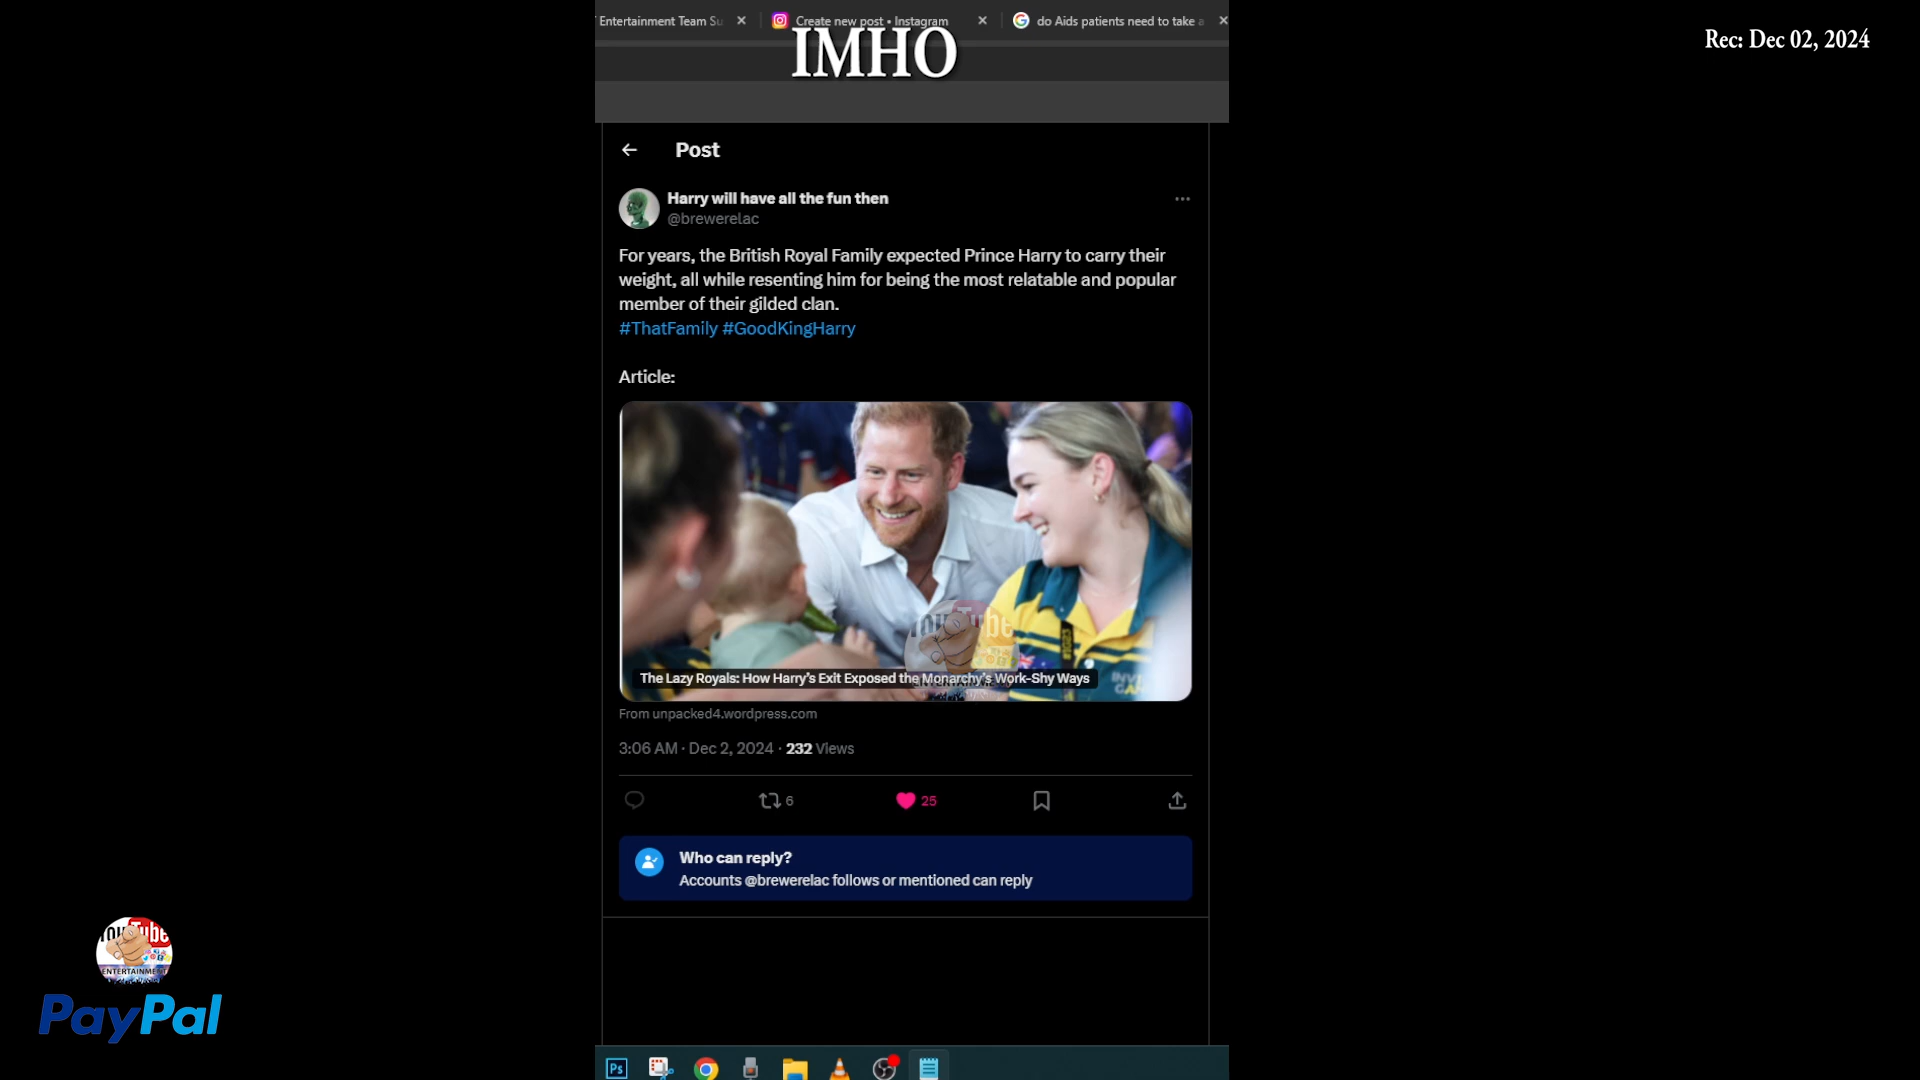 Entertainment Team Su
Create new post • Instagram
do Aids patients need to take a
IMHO
Rec: Dec 02, 2024
Post
Harry will have all the fun then
@brewerelac
For years, the British Royal Family expected Prince Harry to carry their
weight, all while resenting him for being the most relatable and popular
member of their gilded clan.
#ThatFamily #GoodKingHarry
Article:
YouTube
The Lazy Royals: How Harry's Exit Exposed the Monarchy's Work-Shy Ways
From unpacked4.wordpress.com
3:06 AM · Dec 2, 2024 · 232 Views
6
25
Who can reply?
Accounts @brewerelac follows or mentioned can reply
YouTube
ENTERTAINMENT
PayPal
Ps